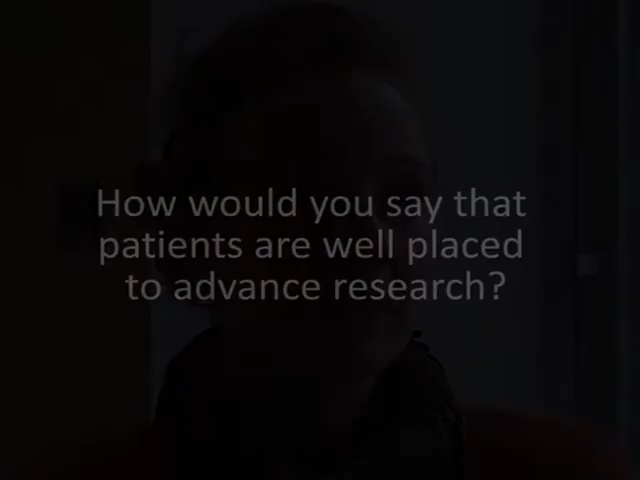 How would you say that
patients are well placed
to advance research?